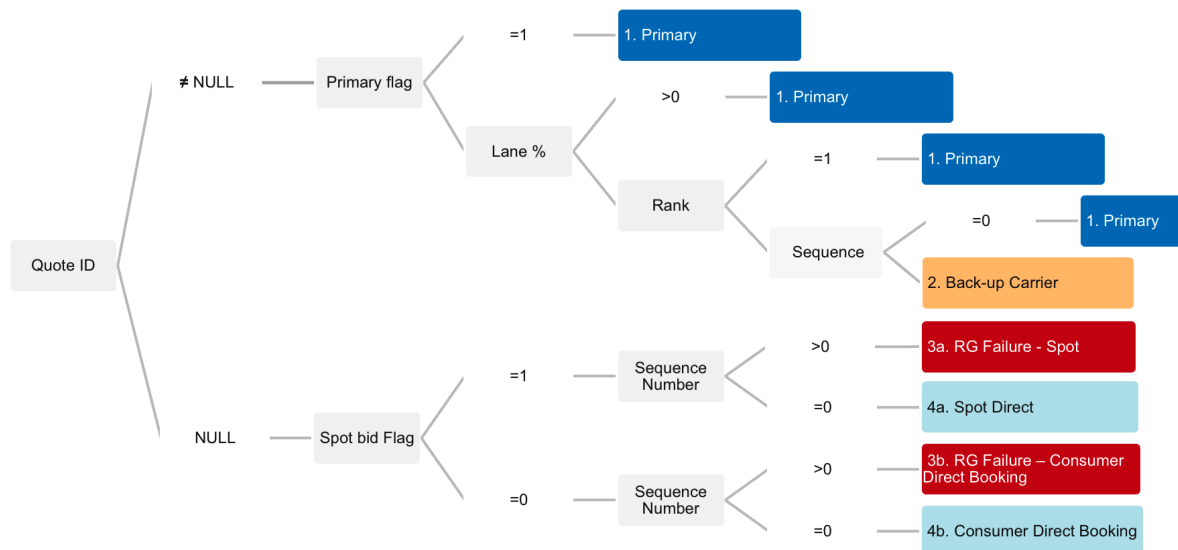 =1
1. Primary
≠ NULL
Primary flag
>0
1. Primary
Lane %
=1
1. Primary
Rank
=0
1. Primary
Sequence
Quote ID
2. Back-up Carrier
>0
3a. RG Failure - Spot
=1
Sequence
Number
=0
4a. Spot Direct
NULL
Spot bid Flag
>0
3b. RG Failure – Consumer
Direct Booking
=0
Sequence
Number
=0
4b. Consumer Direct Booking